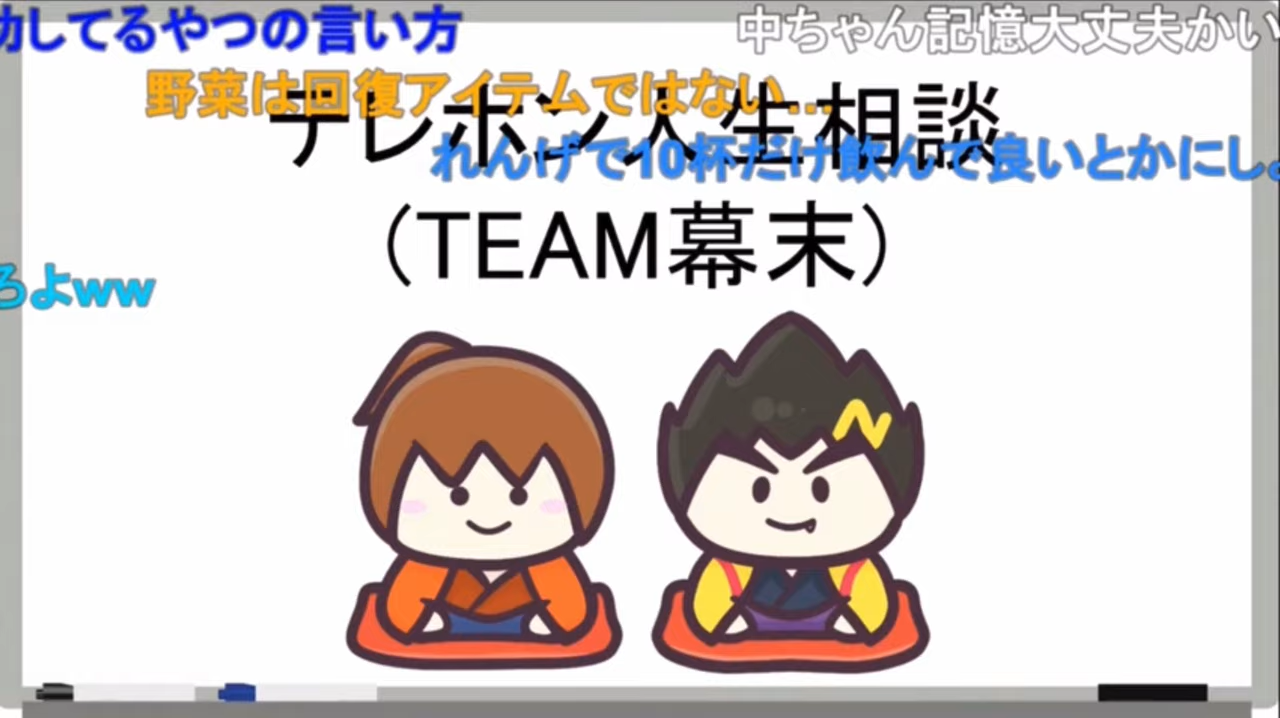 功してるやつの言い方
中ちゃん記憶大丈夫かい
野菜は回復アイテムではない...
テレホン人生相談
れんげで10杯だけ飲んで良いとかにし
(TEAM幕末)
ろよww